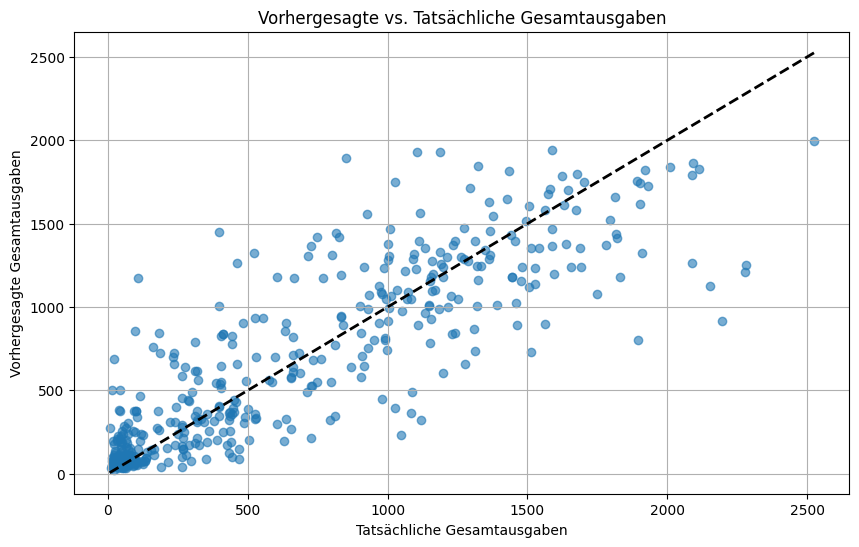 Vorhergesagte vs. Tatsächliche Gesamtausgaben
Vorhergesagte Gesamtausgaben
2500
2000
1500
1000
500
0
0 500 1000 1500 2000 2500
Tatsächliche Gesamtausgaben